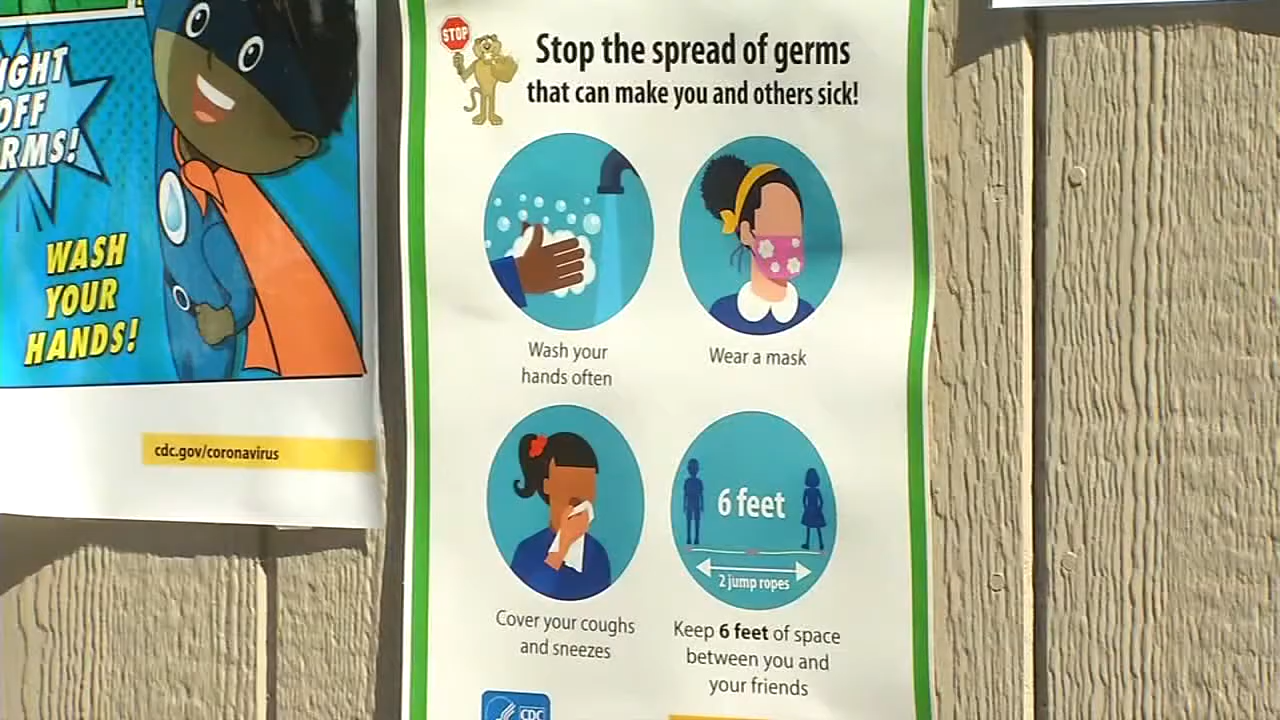 IGHT
OFF
RMS!
WASH
YOUR
HANDS!
cdc.gov/coronavirus
STOP
Stop the spread of germs
that can make you and others sick!
Wash your
hands often
Wear a mask
Cover your coughs
and sneezes
6 feet
2 jump ropes
Keep 6 feet of space
between you and
your friends
CDC